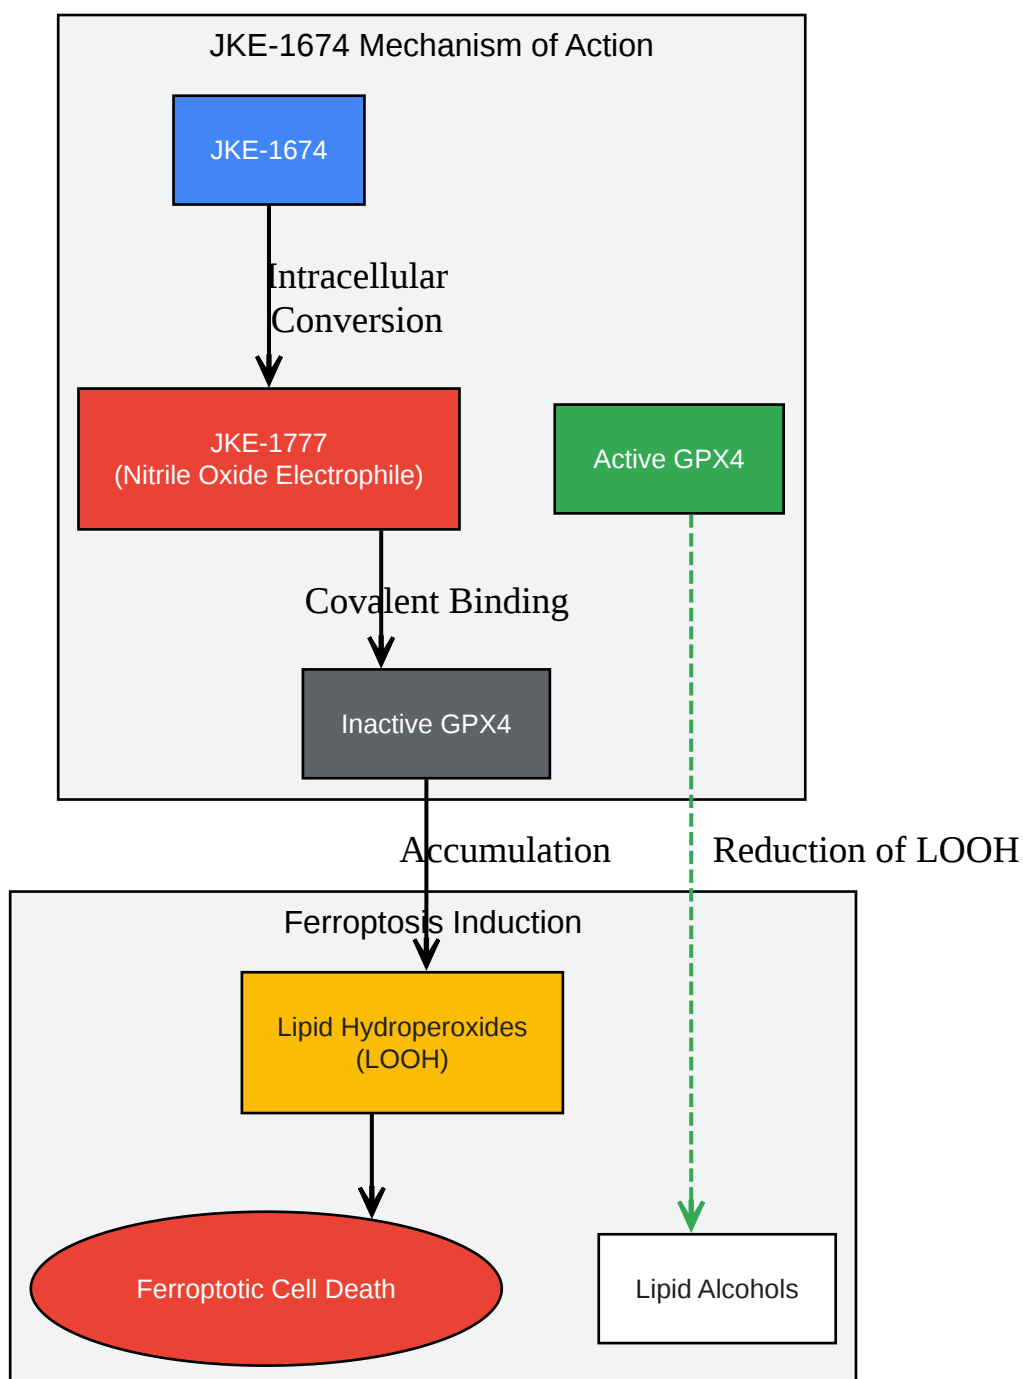 JKE-1674 Mechanism of Action
JKE-1674
Intracellular
Conversion
JKE-1777
(Nitrile Oxide Electrophile)
Active GPX4
Covalent Binding
Inactive GPX4
Accumulation
Reduction of LOOH
Ferroptosis Induction
Lipid Hydroperoxides
(LOOH)
Ferroptotic Cell Death
Lipid Alcohols